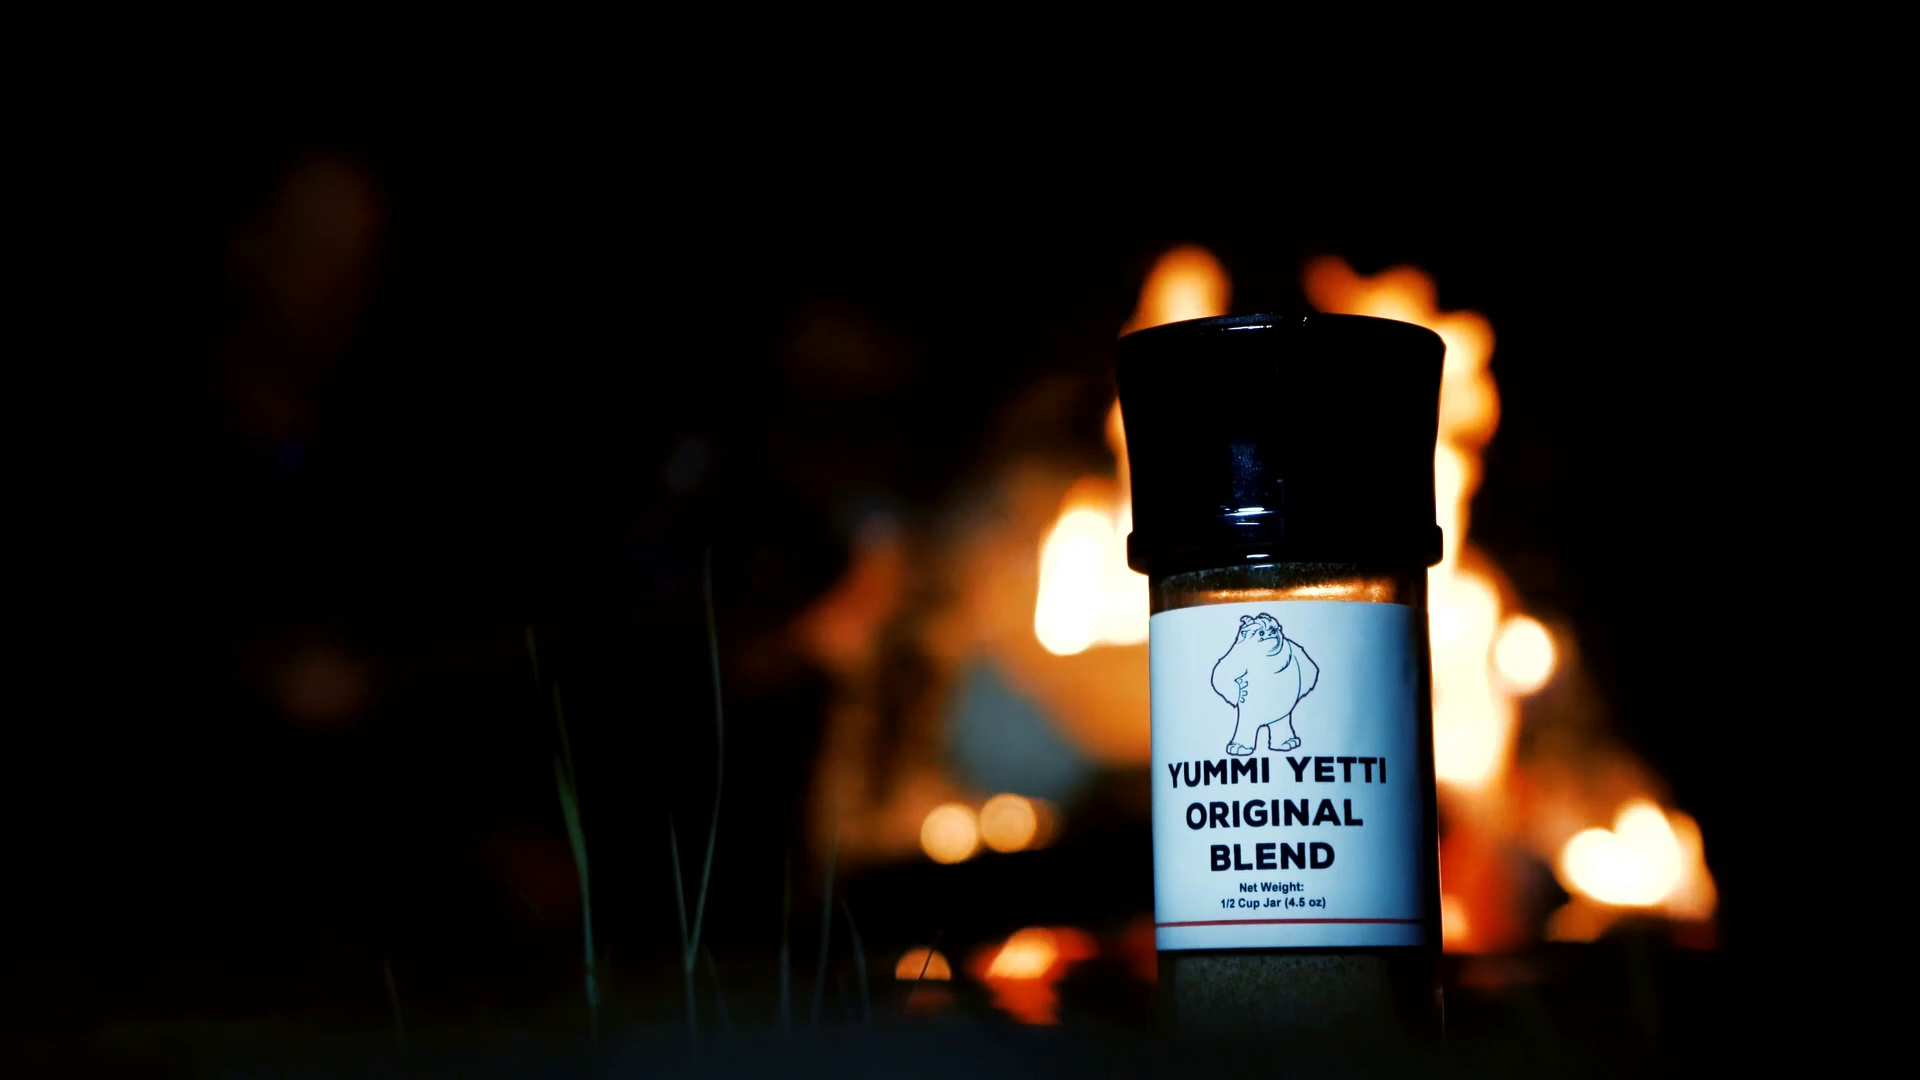 YUMMI YETTI
ORIGINAL
BLEND
Net Weight:
1/2 Cup Jar (4.5 oz)